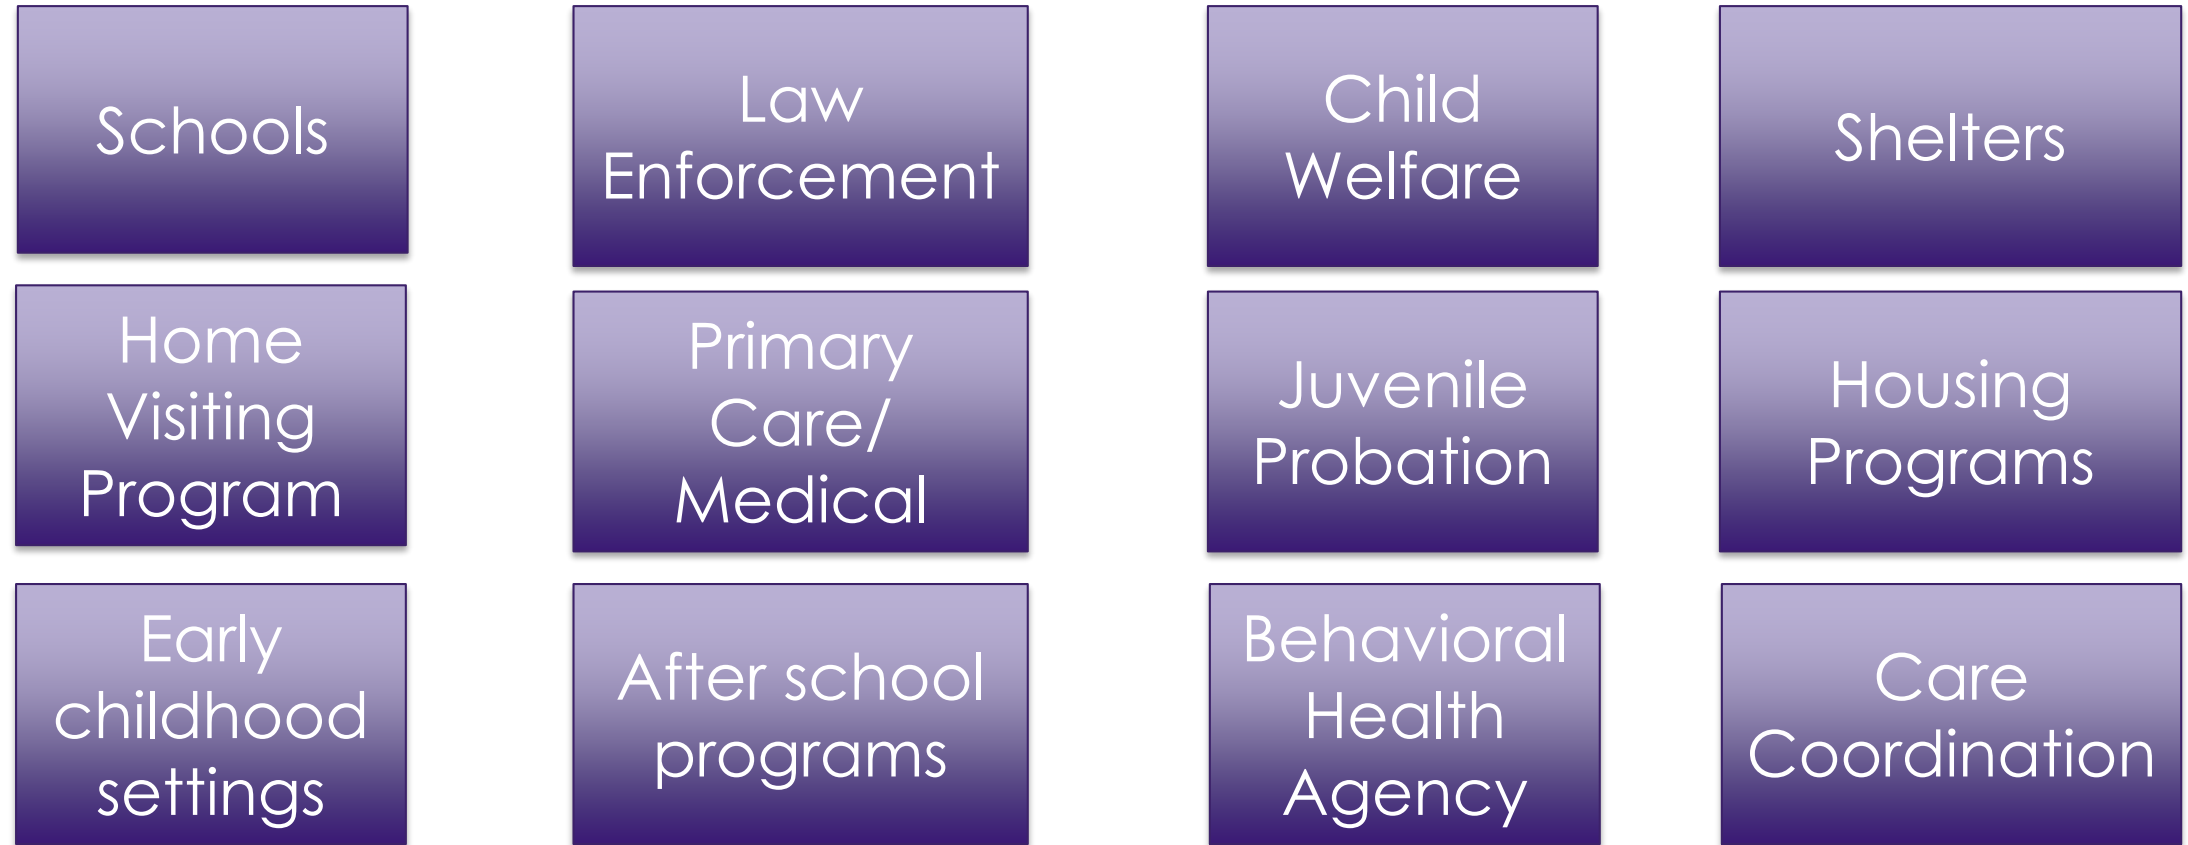 Schools
Law
Enforcement
Child
Welfare
Shelters
Home
Visiting
Program
Primary
Care/
Medical
Juvenile
Probation
Housing
Programs
Early
childhood
settings
After school
programs
Behavioral
Health
Agency
Care
Coordination